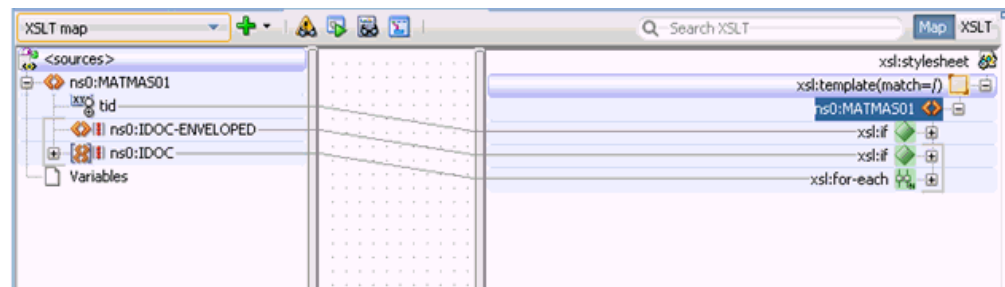 XSLT map
Search XSLT
Map
XSLT
<sources>
xsl:stylesheet
ns0:MATMAS01
xsl:template(match=/)
tid
ns0:MATMAS01
ns0:IDOC-ENVELOPED
xsl:if
ns0:IDOC
xsl:if
Variables
xsl:for-each